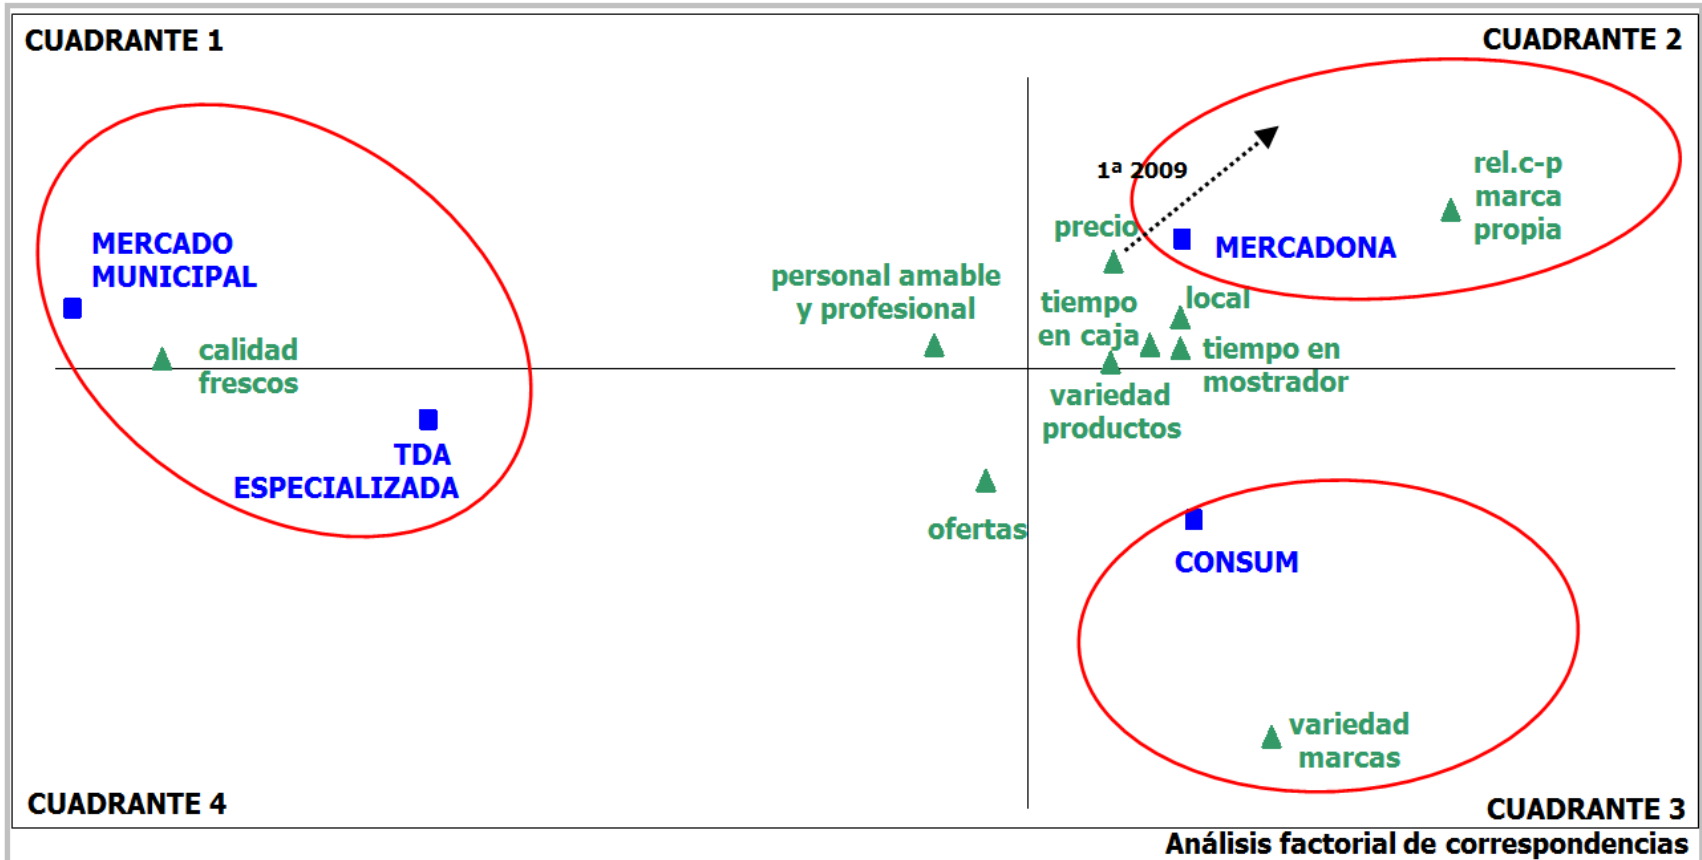 CUADRANTE 1
CUADRANTE 2
1ª 2009
rel.c-p
marca
propia
MERCADO
MUNICIPAL
precio
MERCADONA
personal amable
y profesional
tiempo
en caja
local
calidad
frescos
tiempo en
mostrador
variedad
productos
TDA
ESPECIALIZADA
ofertas
CONSUM
variedad
marcas
CUADRANTE 4
CUADRANTE 3
Análisis factorial de correspondencias